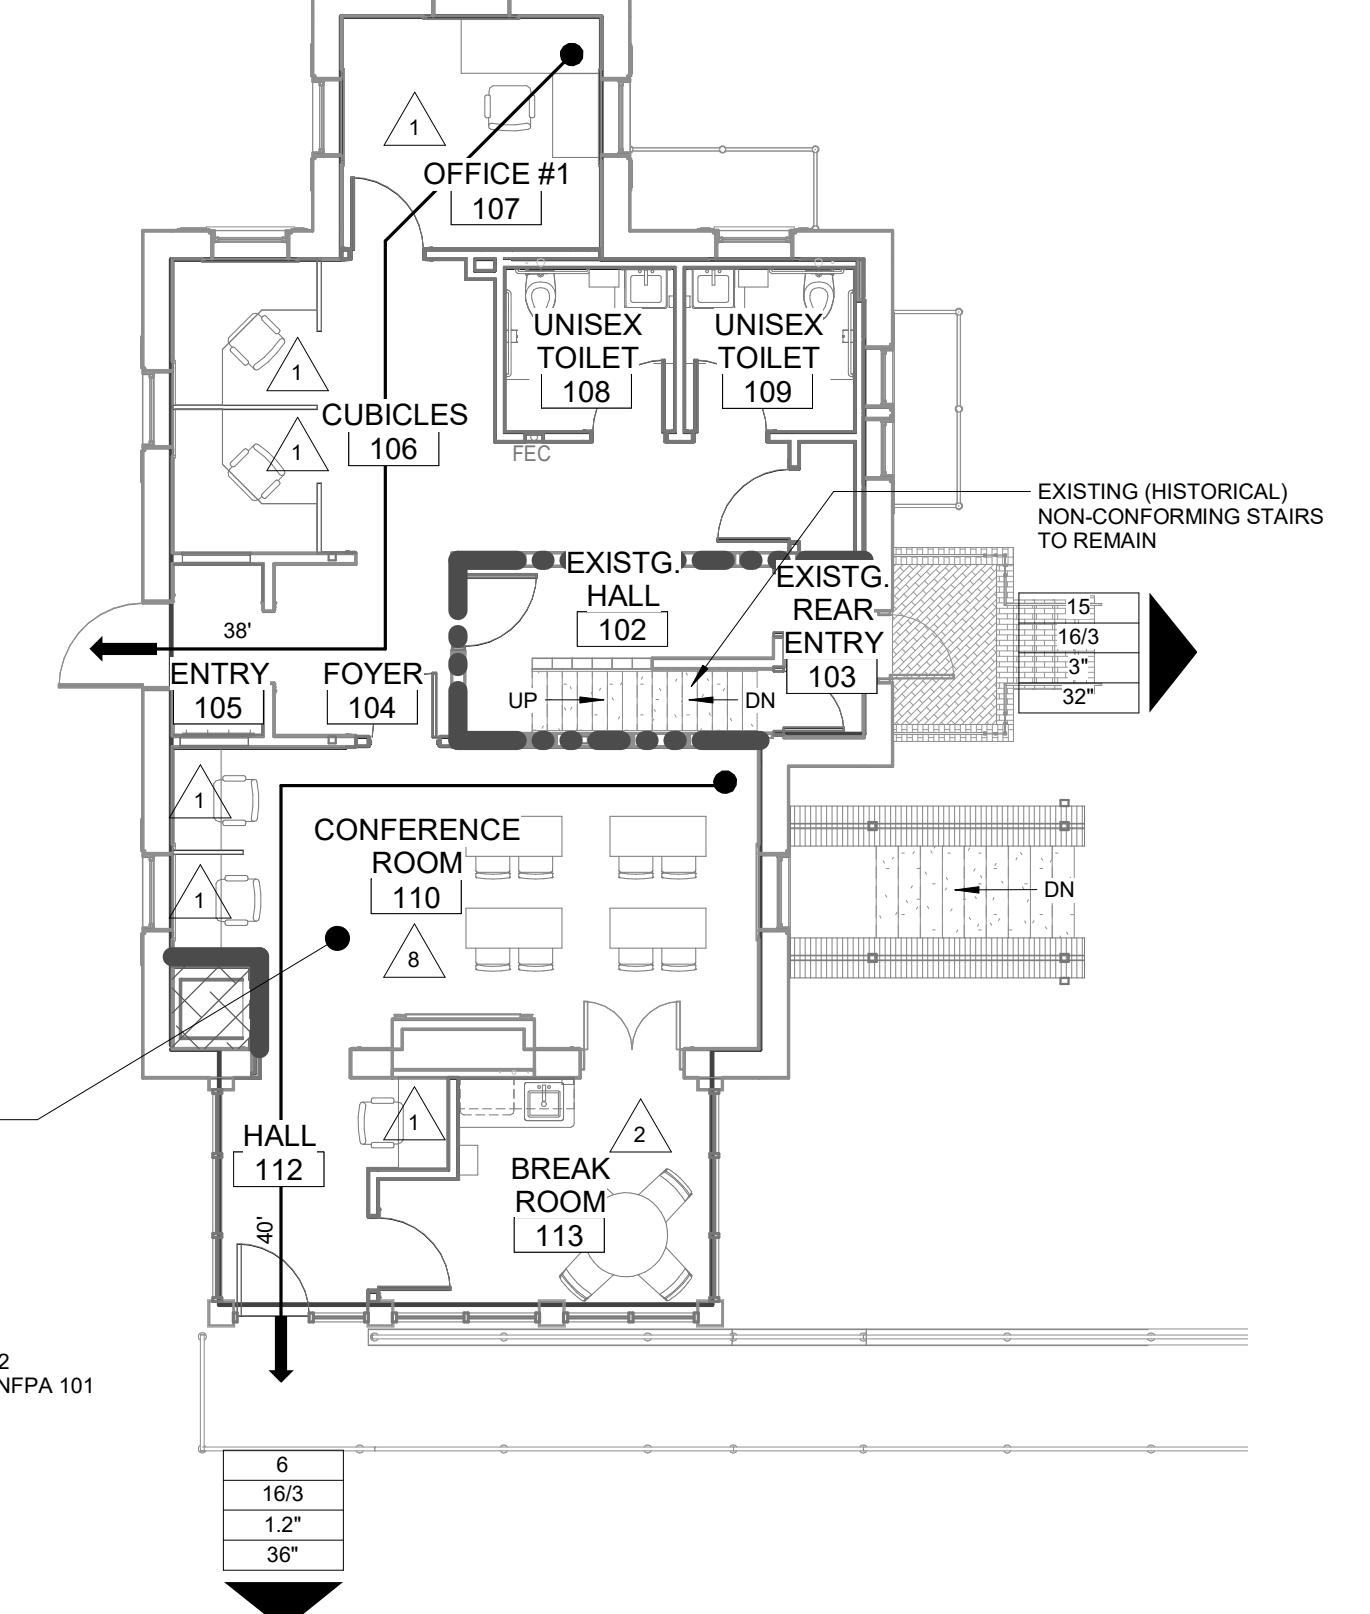 1
OFFICE #1
107
UNISEX
TOILET
108
UNISEX
TOILET
109
1
CUBICLES
106
1
FEC
EXISTING (HISTORICAL)
NON-CONFORMING STAIRS
TO REMAIN
EXISTG.
HALL
102
EXISTG.
REAR
ENTRY
103
15
16/3
3"
32"
38'
ENTRY
105
FOYER
104
UP
DN
1
CONFERENCE
ROOM
110
1
8
DN
1
2
HALL
112
BREAK
ROOM
113
40'
2
NFPA 101
6
16/3
1.2"
36"